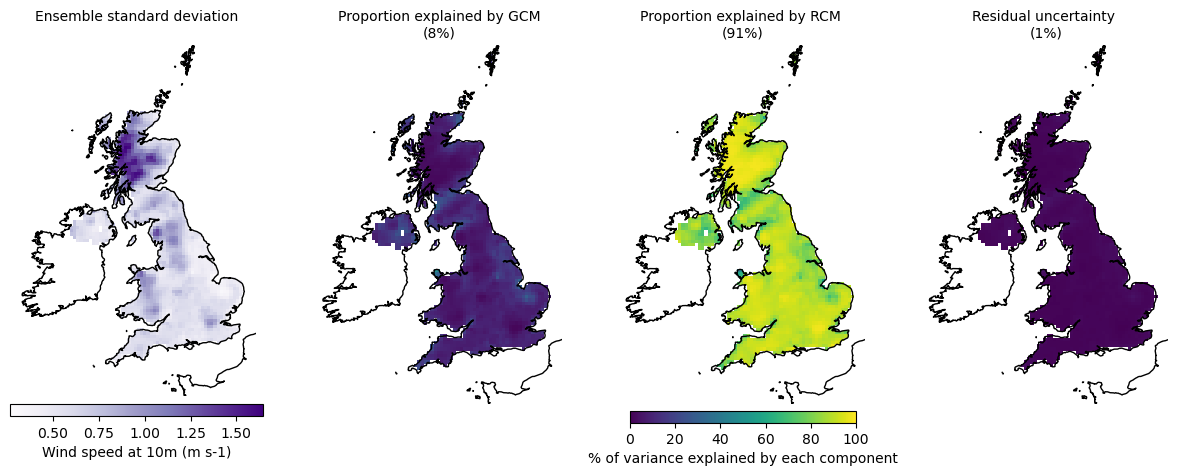 Ensemble standard deviation
Proportion explained by GCM
(8%)
Proportion explained by RCM
(91%)
Residual uncertainty
(1%)
0.50 0.75 1.00 1.25 1.50
Wind speed at 10m (m s-1)
0 20 40 60 80 100
% of variance explained by each component